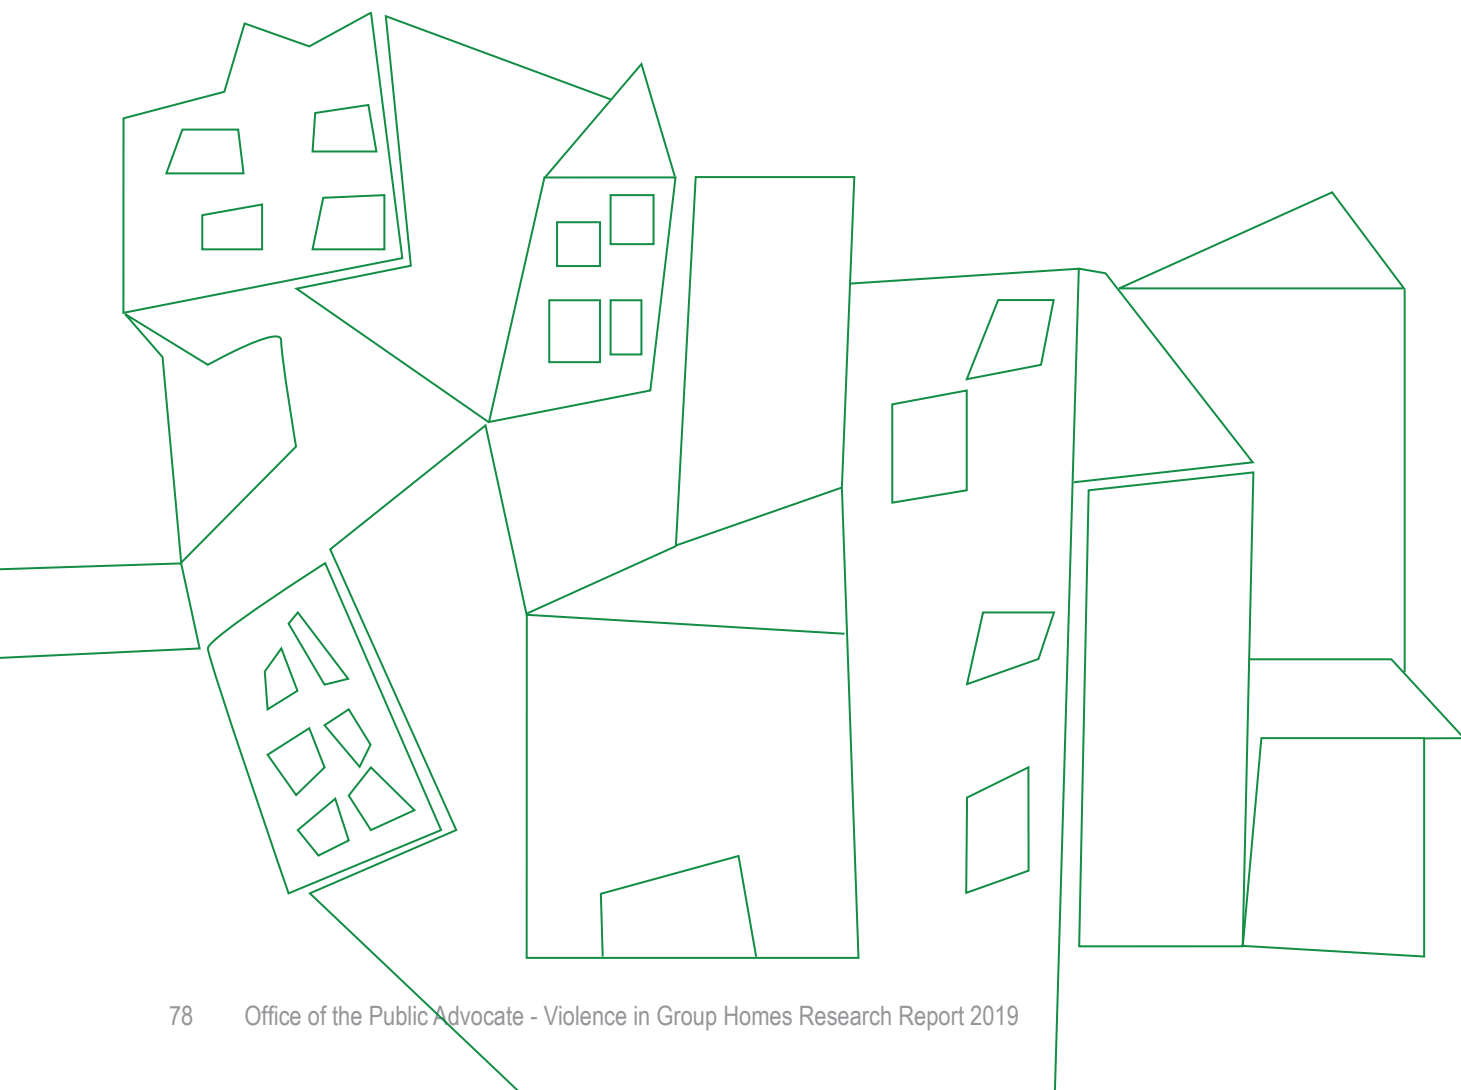 78 Office of the Public Advocate - Violence in Group Homes Research Report 2019